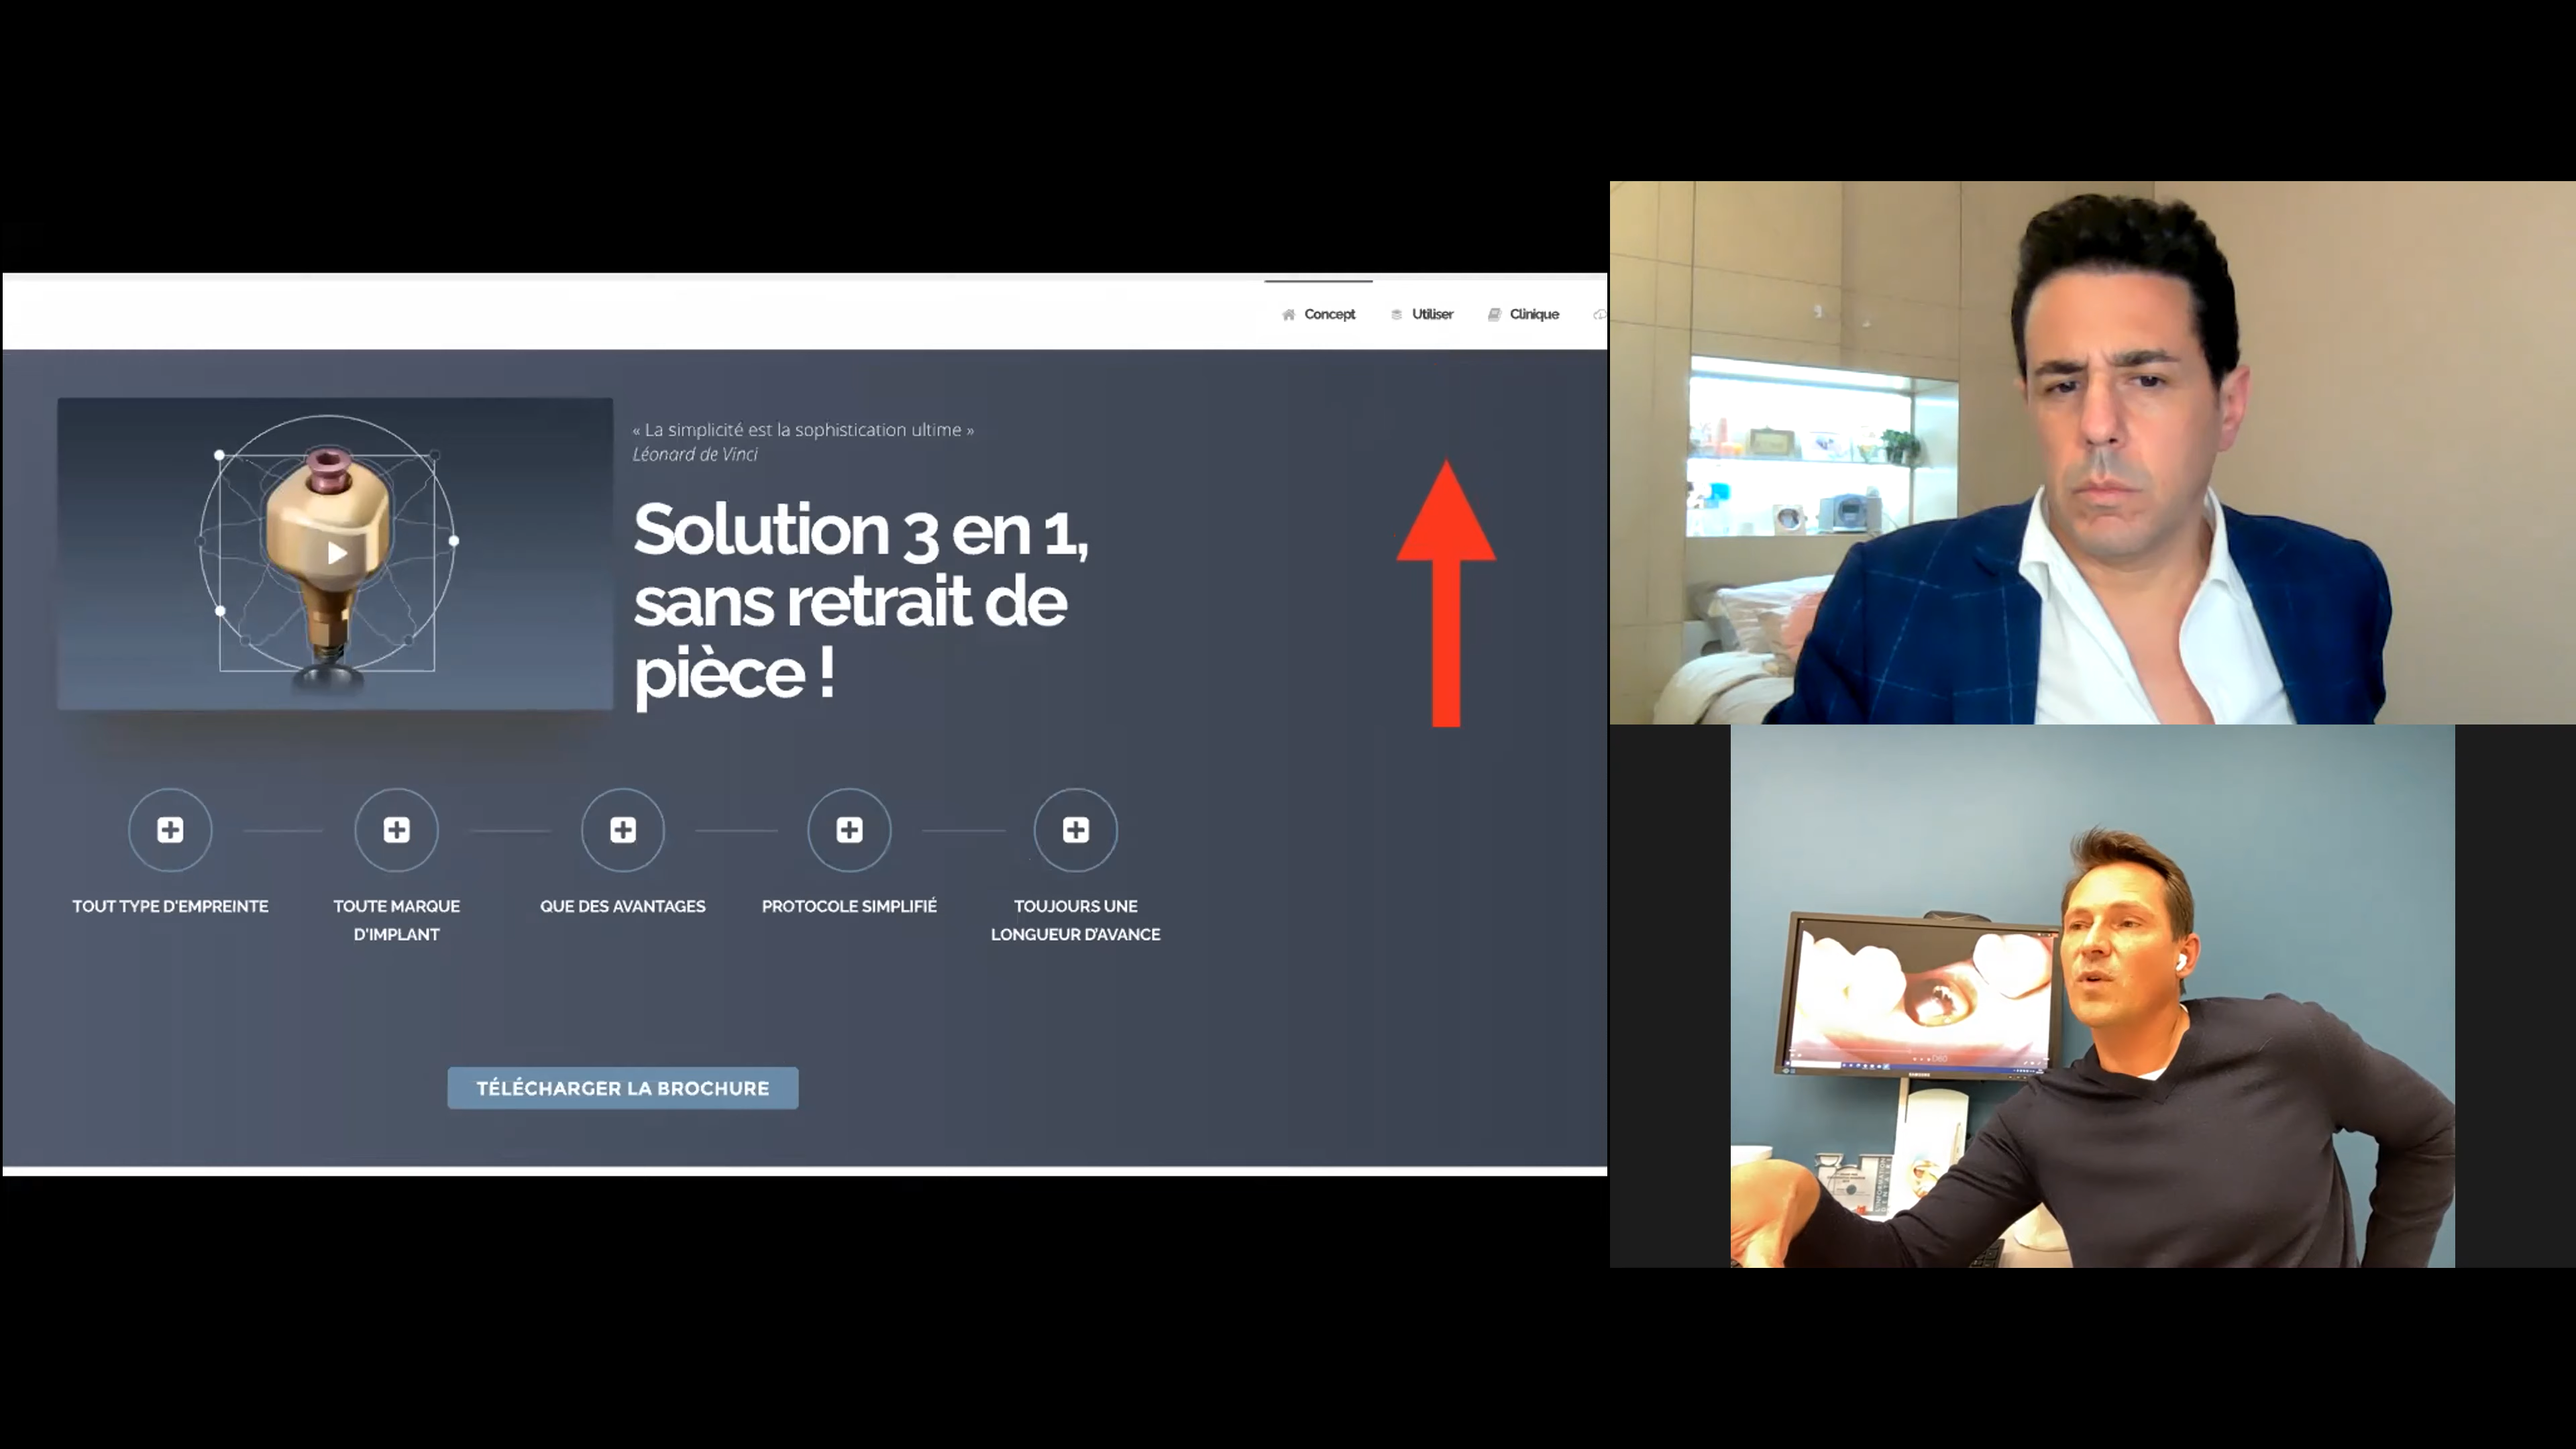 Concept
Utiliser
Clinique
« La simplicité est la sophistication ultime »
Léonard de Vinci
Solution 3 en 1,
sans retrait de
pièce !
TOUT TYPE D'EMPREINTE
TOUTE MARQUE
D'IMPLANT
QUE DES AVANTAGES
PROTOCOLE SIMPLIFIÉ
TOUJOURS UNE
LONGUEUR D'AVANCE
TÉLÉCHARGER LA BROCHURE
SAMSUNG